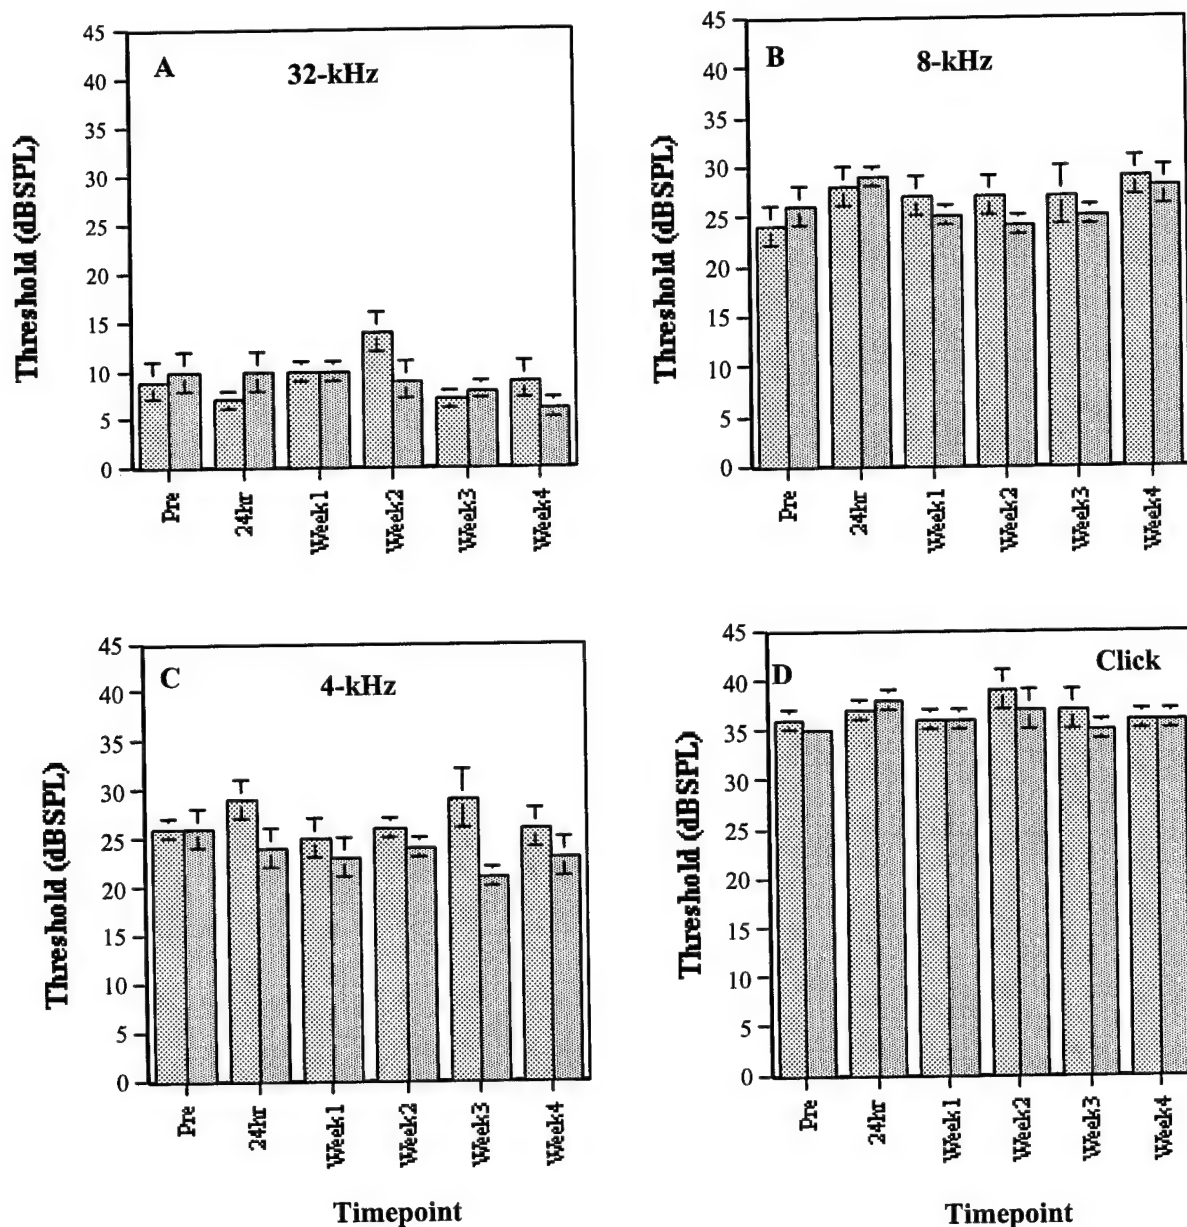 A
32-kHz
Threshold (dBSPL)
45
40
35
30
25
20
15
10
5
0
Pre
24hr
Week1
Week2
Week3
Week4
B
8-kHz
Threshold (dBSPL)
45
40
35
30
25
20
15
10
5
0
Pre
24hr
Week1
Week2
Week3
Week4
C
4-kHz
Threshold (dBSPL)
45
40
35
30
25
20
15
10
5
0
Pre
24hr
Week1
Week2
Week3
Week4
Timepoint
D
Click
Threshold (dBSPL)
45
40
35
30
25
20
15
10
5
0
Pre
24hr
Week1
Week2
Week3
Week4
Timepoint